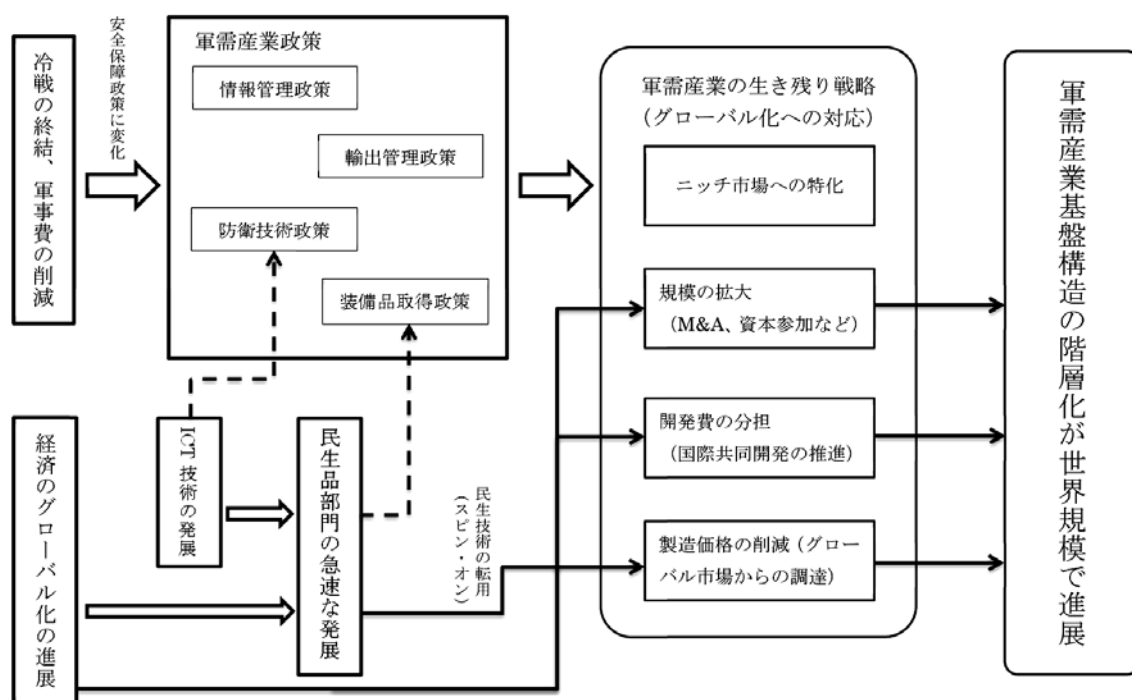 冷戦の終結、軍事費の削減
安全保障政策に変化
軍需産業政策
情報管理政策
輸出管理政策
防衛技術政策
装備品取得政策
経済のグローバル化の進展
ICT 技術の発展
民生品部門の急速な発展
民生技術の転用
（スピン・オン）
軍需産業の生き残り戦略
（グローバル化への対応）
ニッチ市場への特化
規模の拡大
（M&A、資本参加など）
開発費の分担
（国際共同開発の推進）
製造価格の削減（グロー
バル市場からの調達）
軍需産業基盤構造の階層化が世界規模で進展